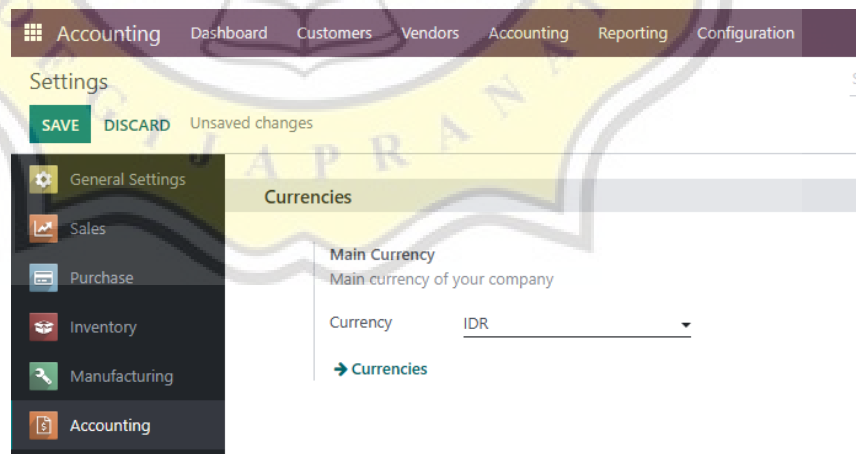 Accounting Dashboard Customers Vendors Accounting Reporting Configuration
Settings
SAVE DISCARD Unsaved changes
GIJAPRANA
General Settings
Currencies
Sales
Main Currency
Purchase
Main currency of your company
Inventory
Currency IDR
Manufacturing
Currencies
Accounting